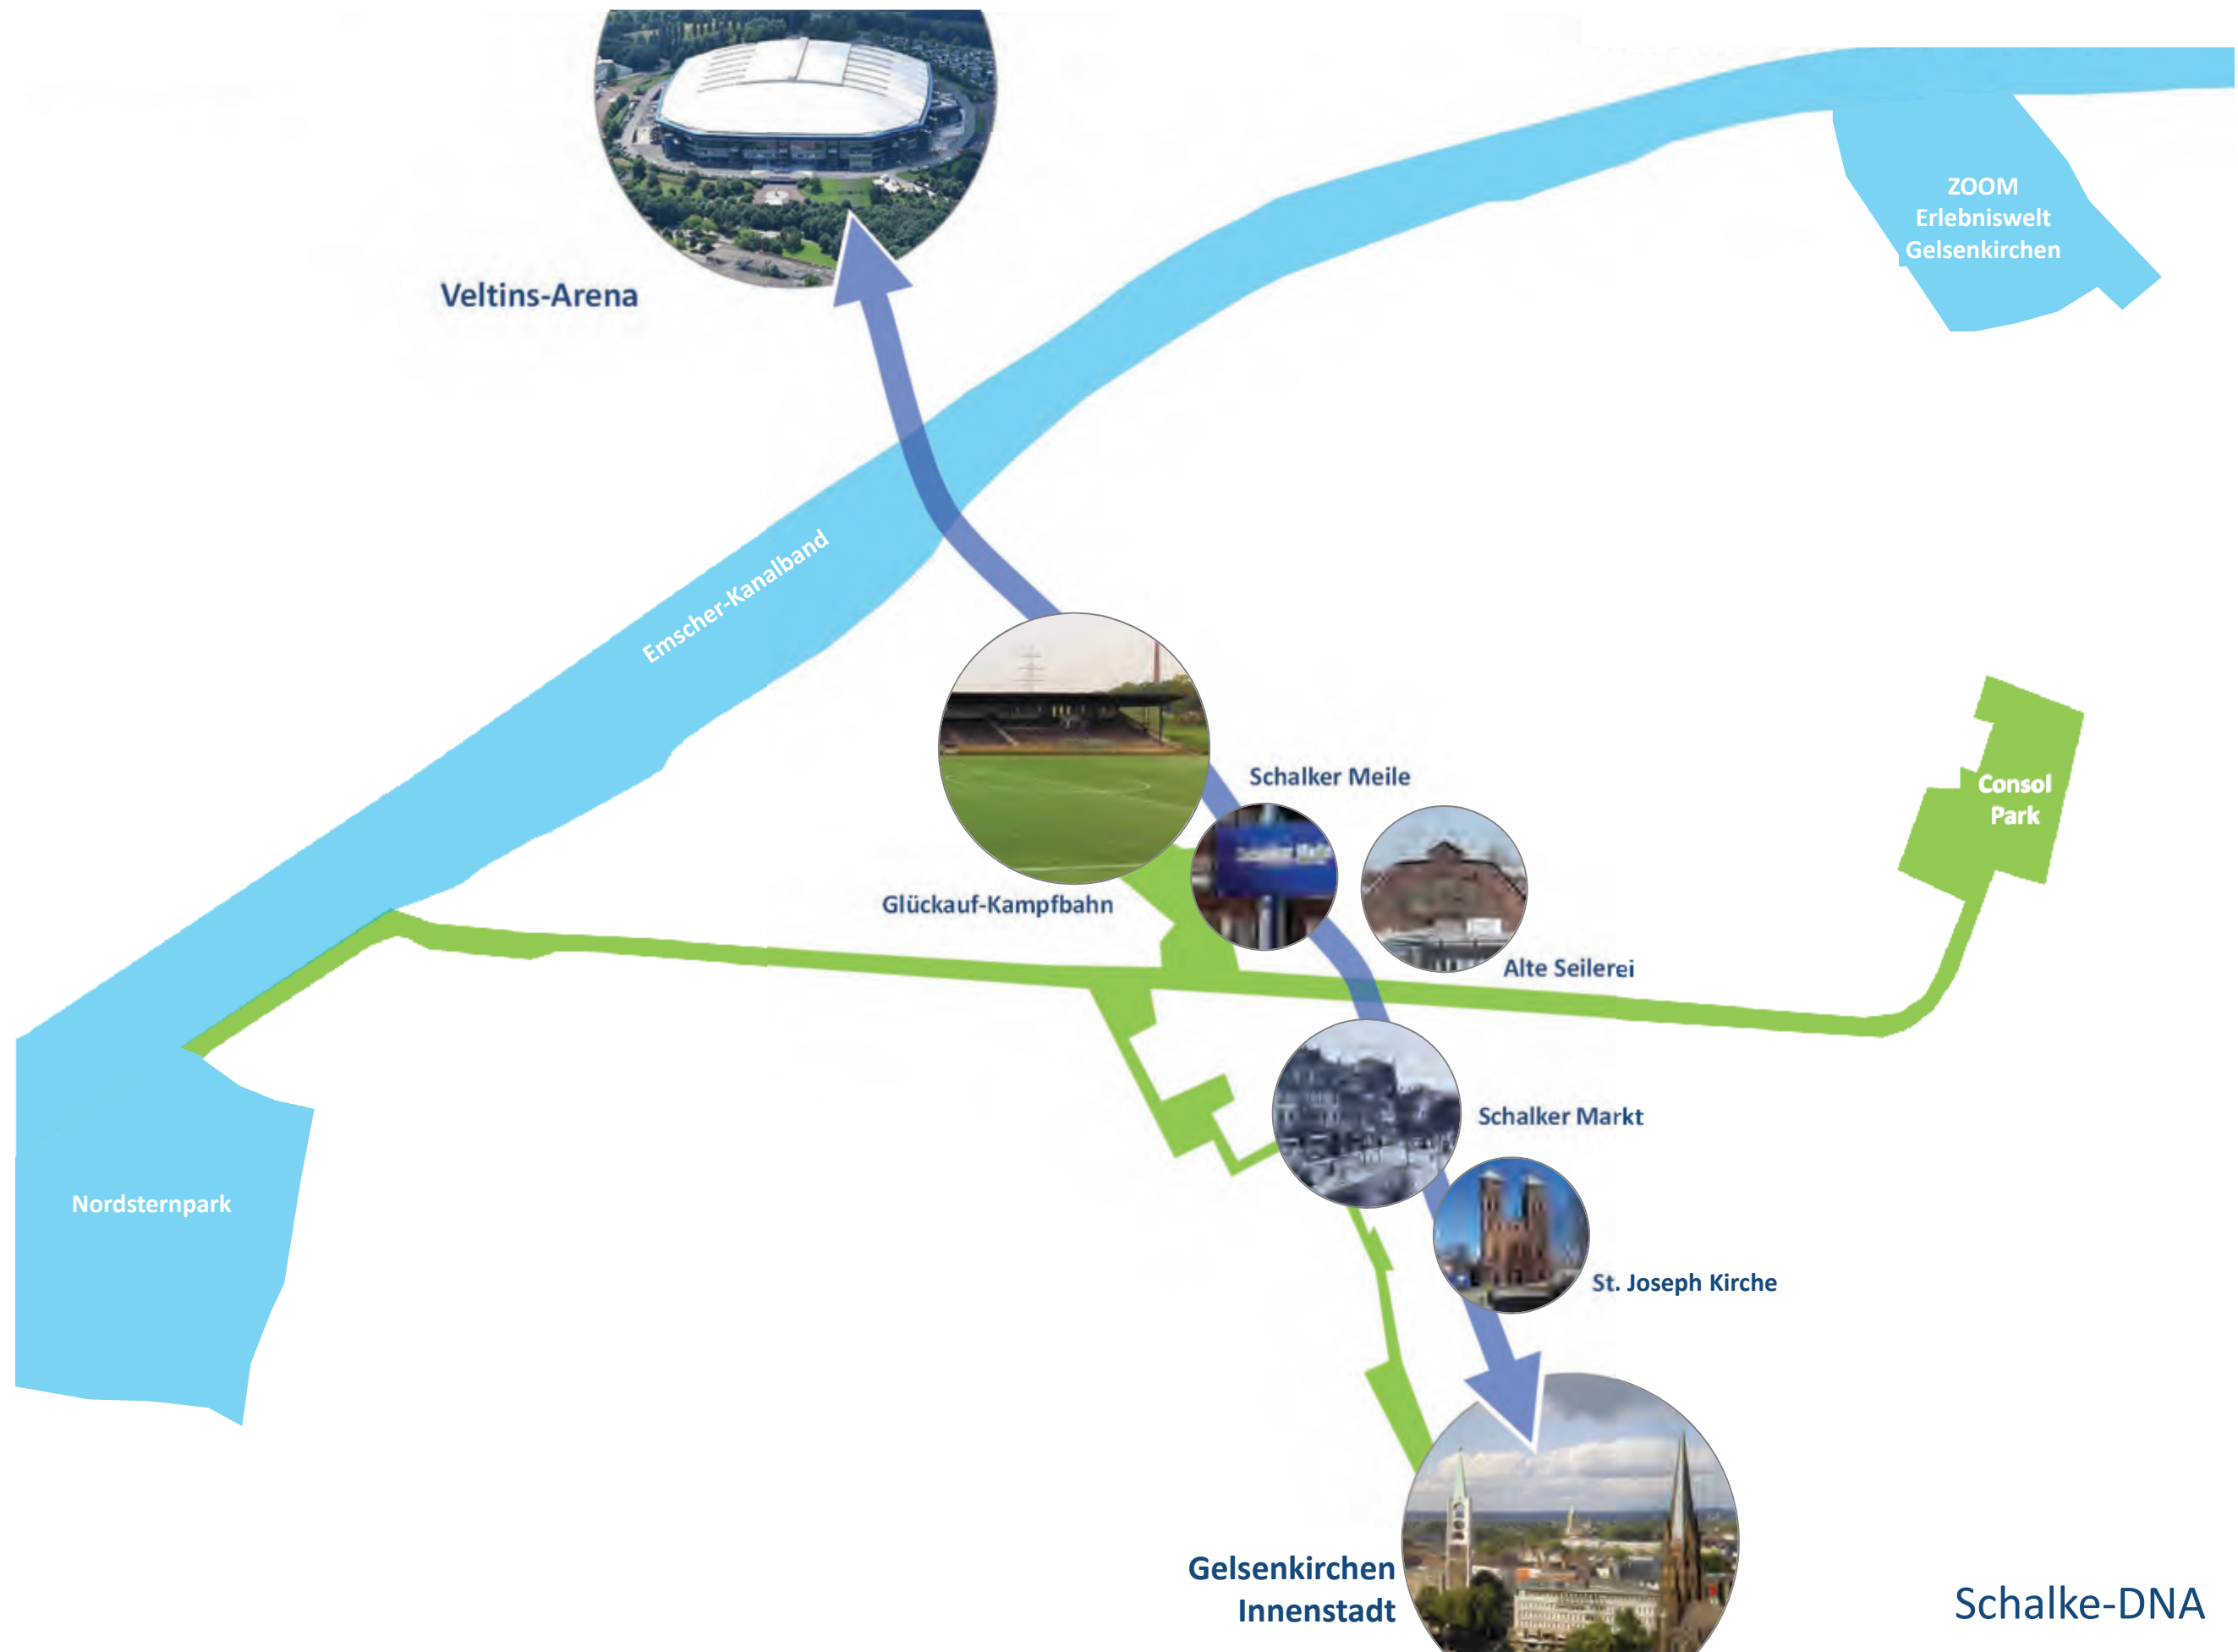 ZOOM
Erlebniswelt
Gelsenkirchen
Veltins-Arena
Emscher-Kanalband
Schalker Meile
Consol
Park
Glückauf-Kampfbahn
Alte Seilerei
Schalker Markt
Nordsternpark
St. Joseph Kirche
Gelsenkirchen
Innenstadt
Schalke-DNA